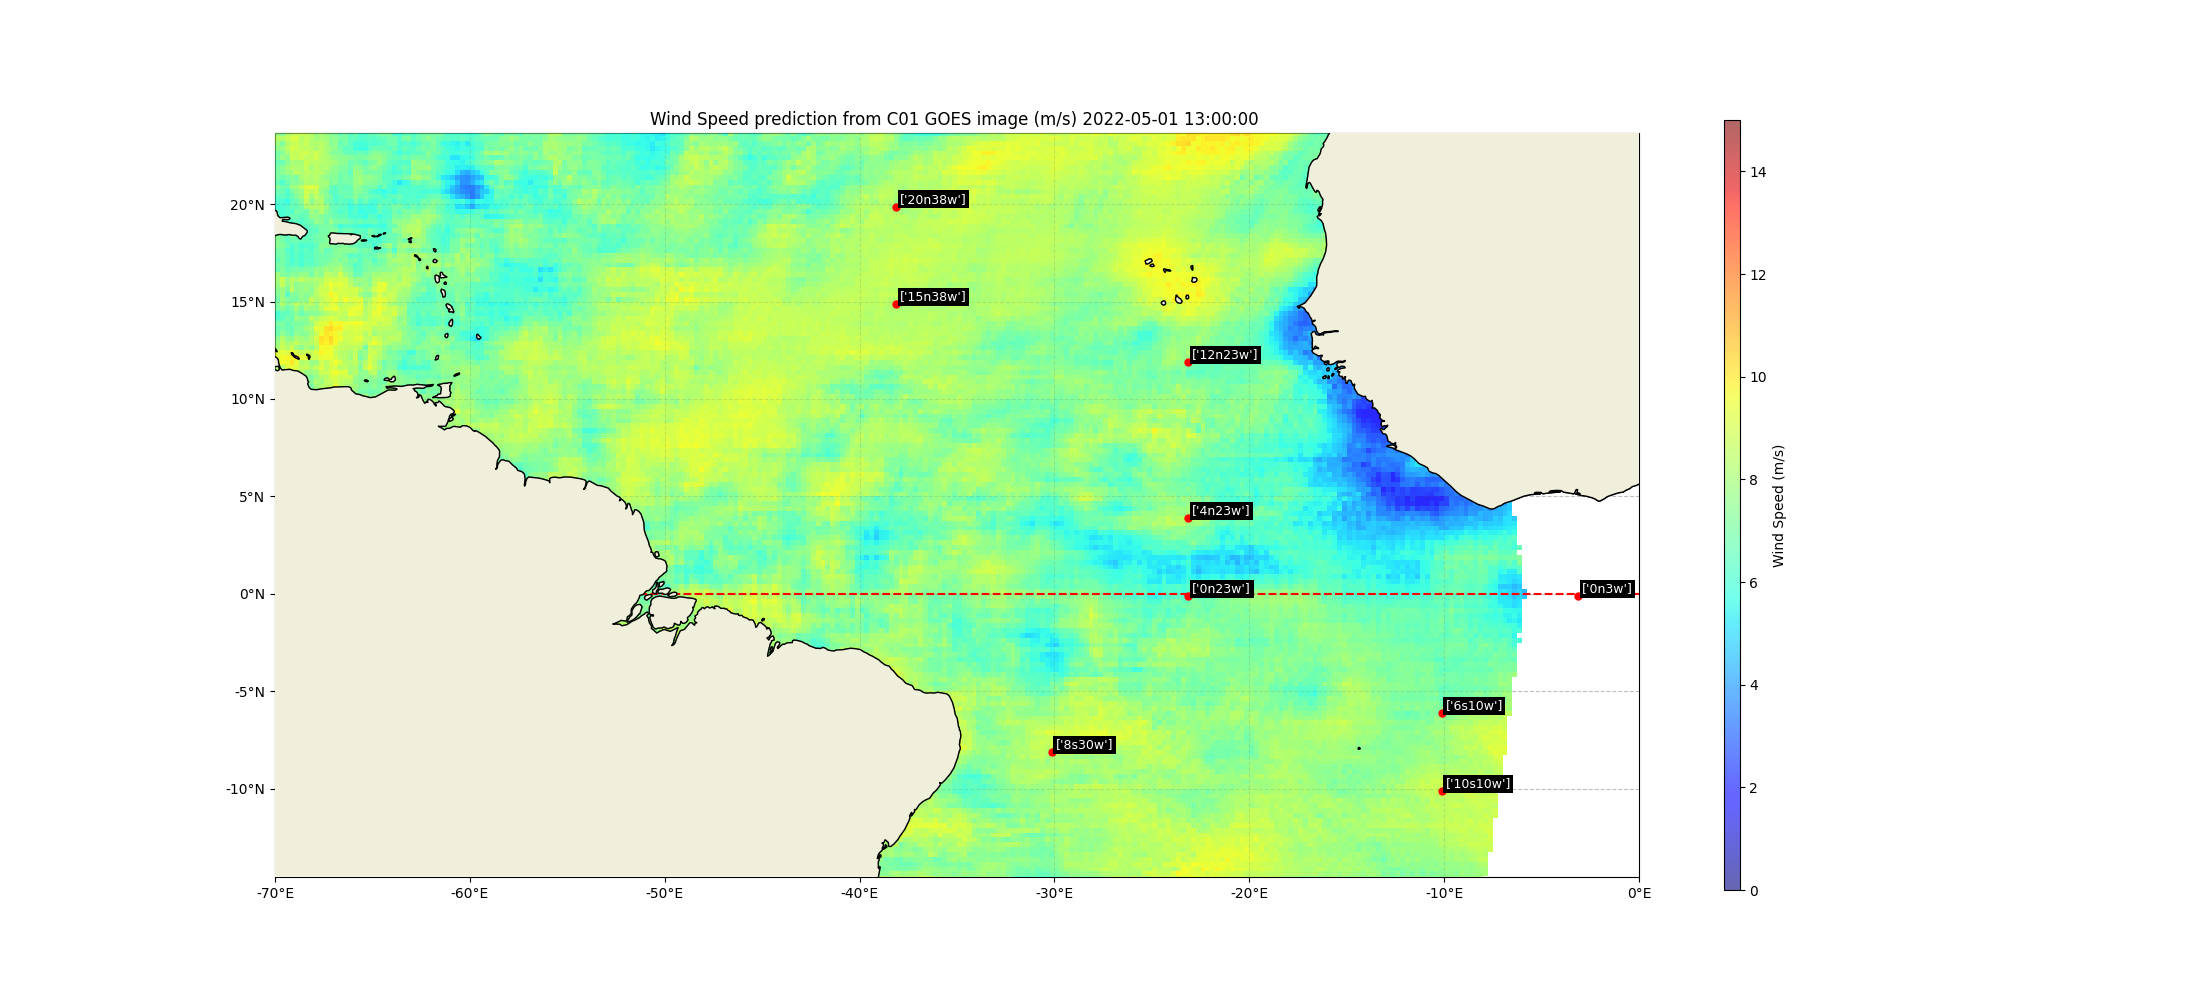 Wind Speed prediction from C01 GOES image (m/s) 2022-05-01 13:00:00
14
['20n38w']
20°N
12
['15n38w']
15°N
['12n23w']
10
10°N
['4n23w']
5°N
8
Wind Speed (m/s)
['0n23w']
['0n3w']
0°N
6
-5°N
['6s10w']
4
['8s30w']
['10s10w']
-10°N
2
-70°E -60°E -50°E -40°E -30°E -20°E -10°E 0°E
0